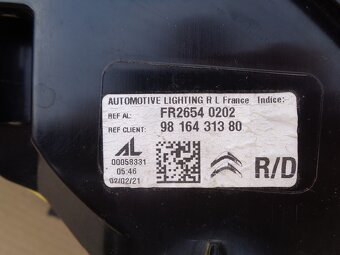 AUTOMOTIVE LIGHTING R L France Indice:
REF AL: FR2654 0202
REF CLIENT: 98 164 313 80
AL
00058331
05:46
02/02/21
R/D